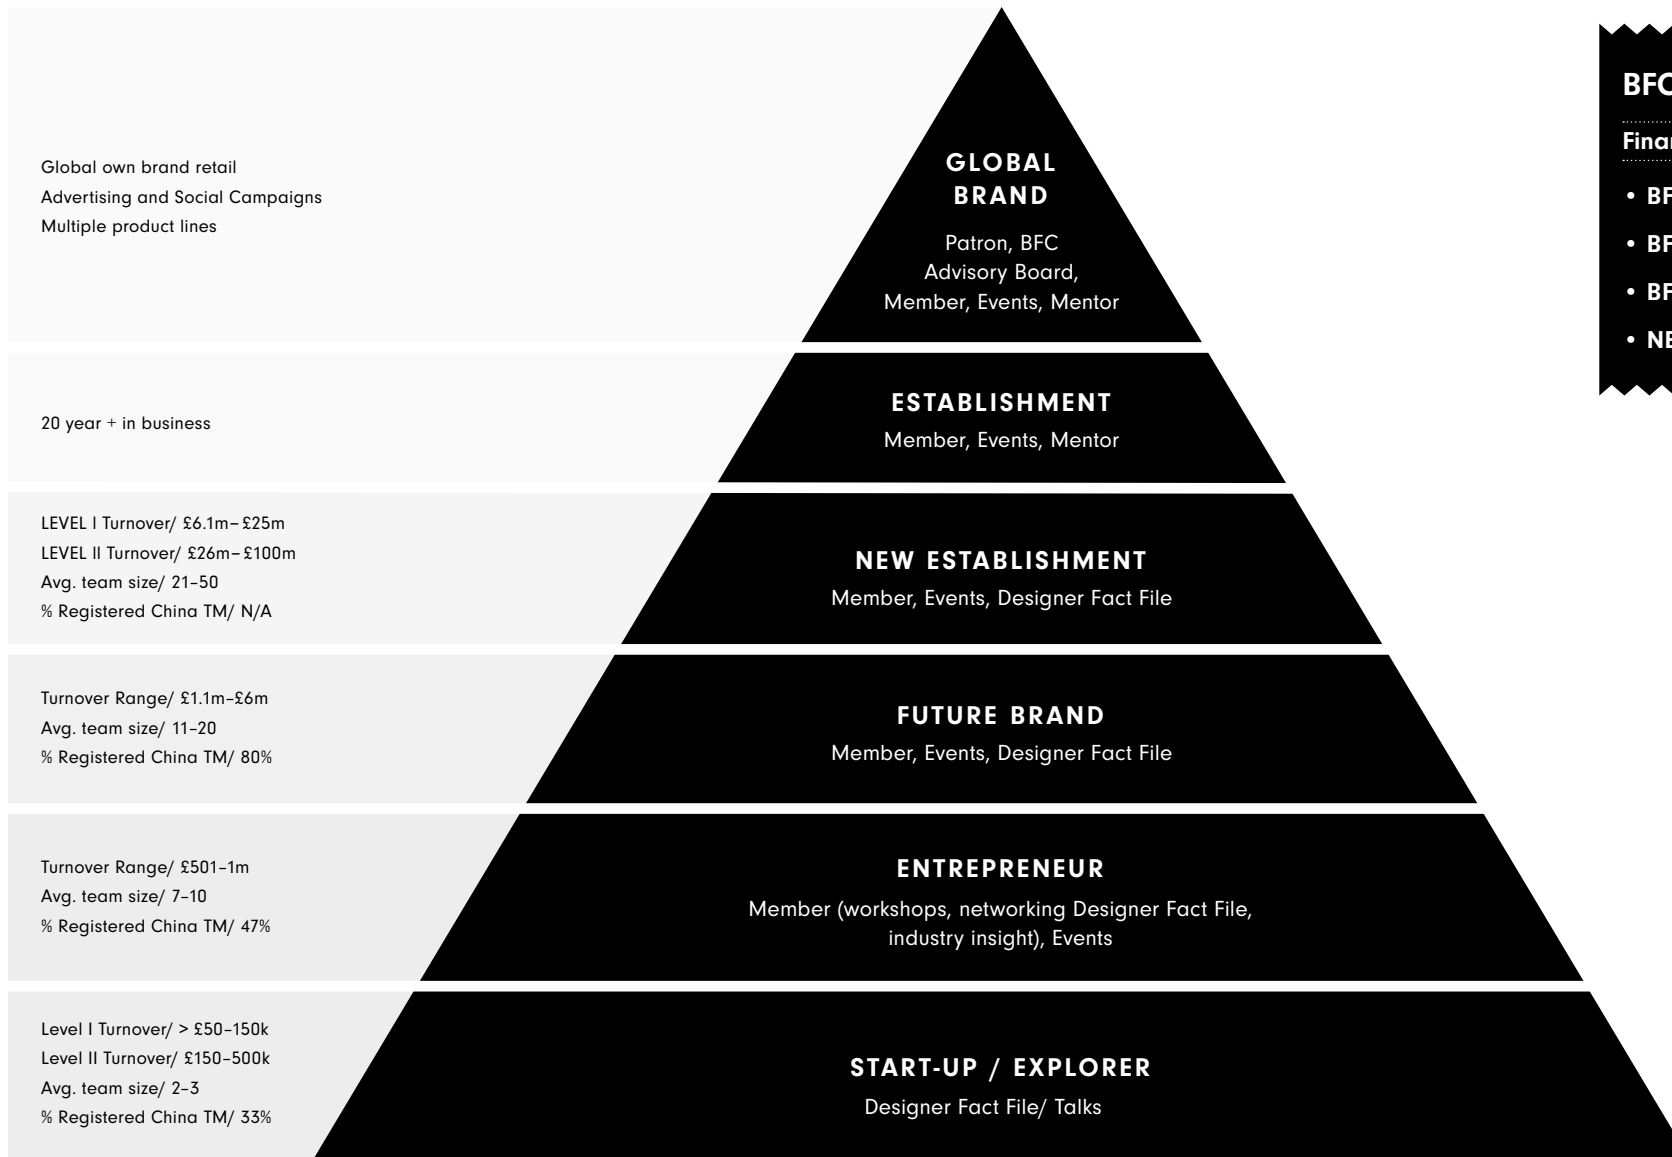 Global own brand retail
Advertising and Social Campaigns
Multiple product lines
GLOBAL
BRAND
Patron, BFC
Advisory Board,
Member, Events, Mentor
20 year + in business
ESTABLISHMENT
Member, Events, Mentor
LEVEL I Turnover/ £6.1m–£25m
LEVEL II Turnover/ £26m–£100m
Avg. team size/ 21–50
% Registered China TM/ N/A
NEW ESTABLISHMENT
Member, Events, Designer Fact File
Turnover Range/ £1.1m–£6m
Avg. team size/ 11–20
% Registered China TM/ 80%
FUTURE BRAND
Member, Events, Designer Fact File
Turnover Range/ £501–1m
Avg. team size/ 7–10
% Registered China TM/ 47%
ENTREPRENEUR
Member (workshops, networking Designer Fact File,
industry insight), Events
Level I Turnover/ > £50–150k
Level II Turnover/ £150–500k
Avg. team size/ 2–3
% Registered China TM/ 33%
START-UP / EXPLORER
Designer Fact File/ Talks
BFC